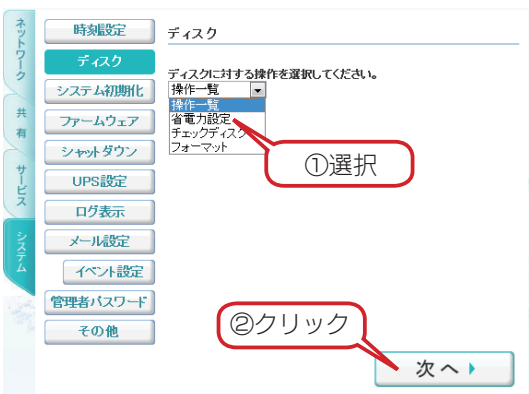 ネットワーク
共有
サービス
システム
時刻設定
ディスク
システム初期化
ファームウェア
シャットダウン
UPS設定
ログ表示
メール設定
イベント設定
管理者パスワード
その他
ディスク
ディスクに対する操作を選択してください。
操作一覧
操作一覧
省電力設定
チェックディスク
フォーマット
①選択
②クリック
次へ